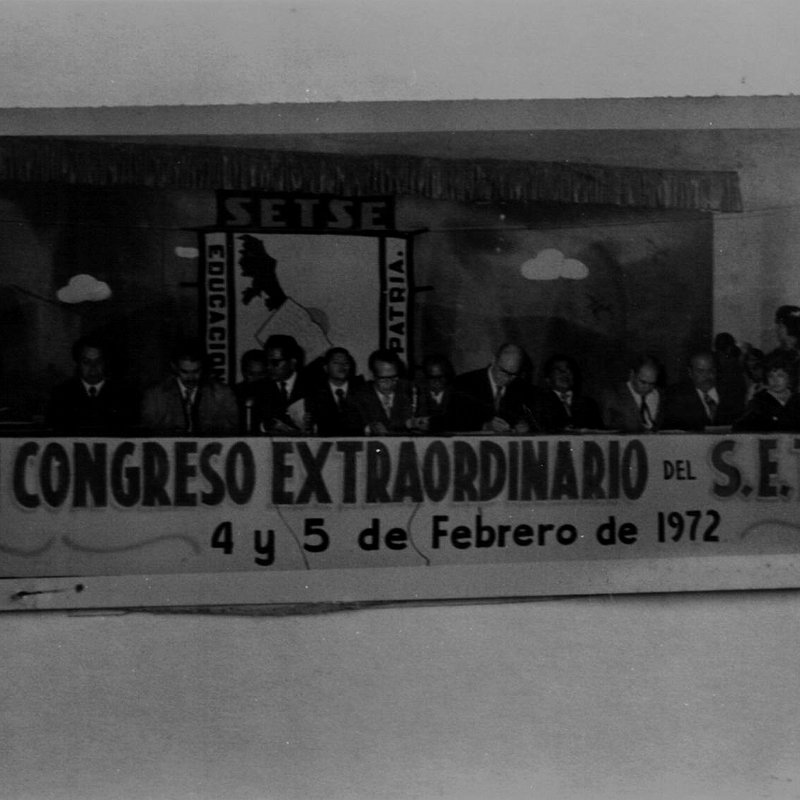 SETSE
EDUCACION
PATRIA.
CONGRESO EXTRAORDINARIO DEL S.E.
4 y 5 de Febrero de 1972